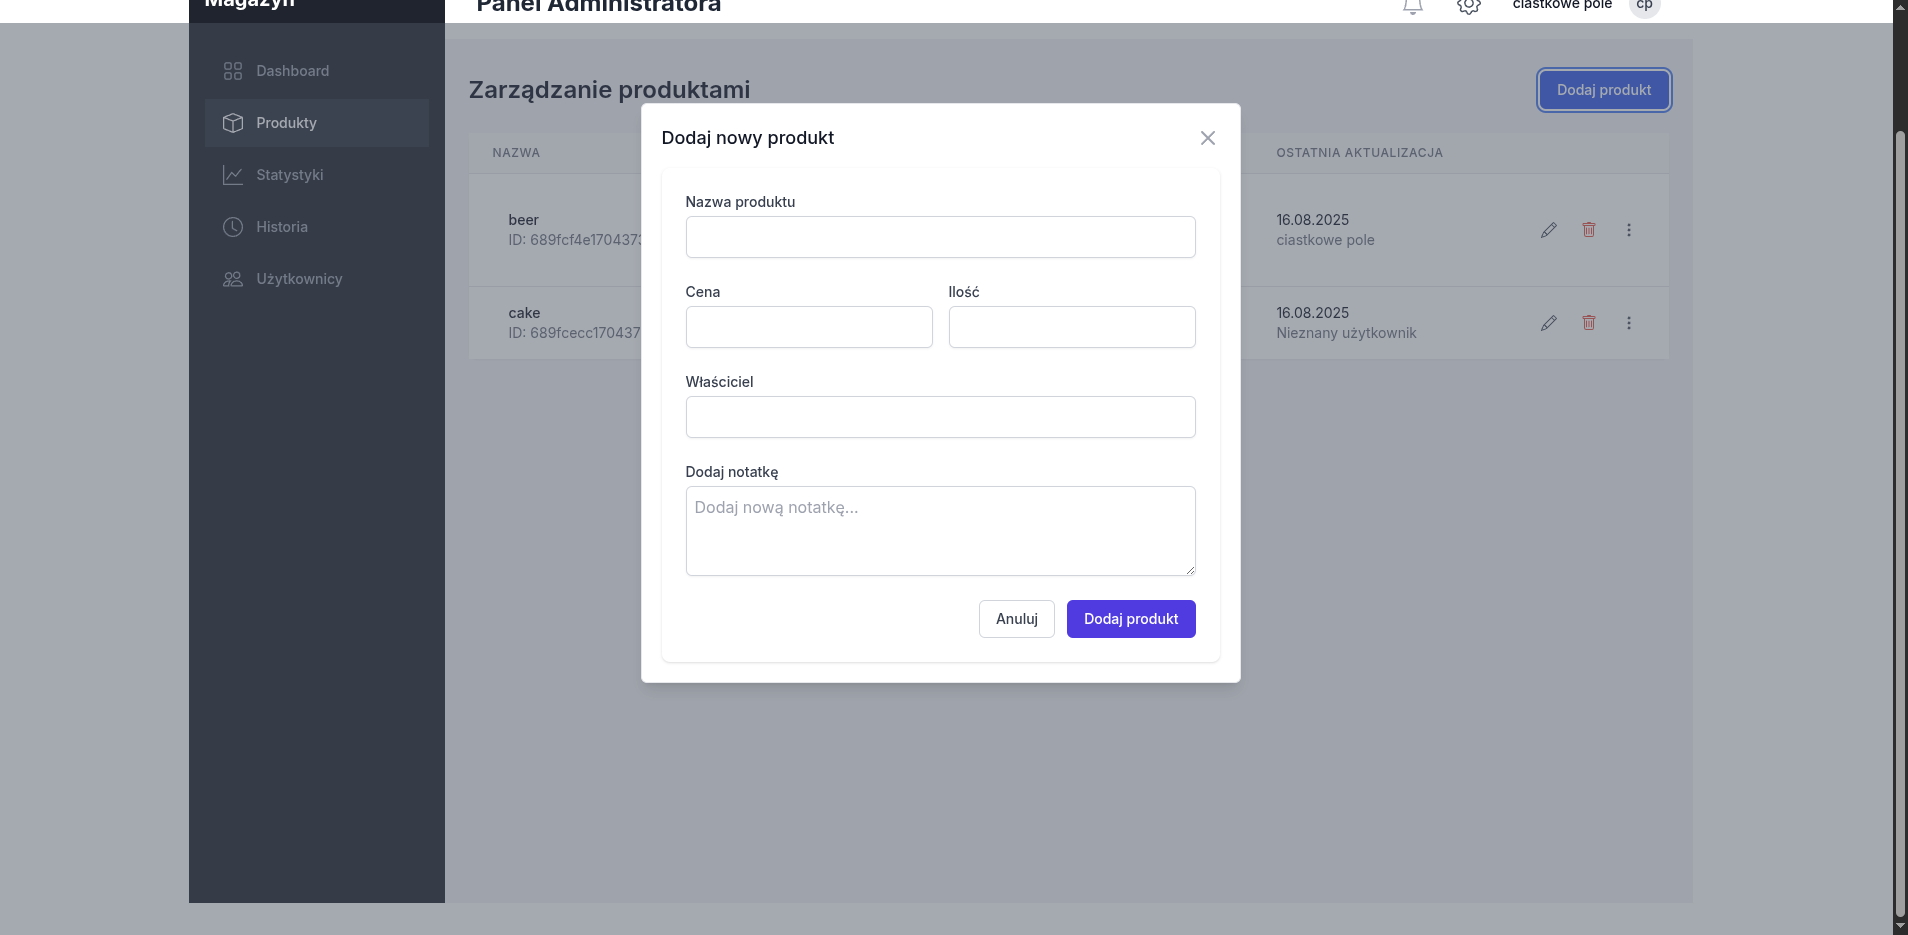 Magazyn
Panel Administratora
ciastkowe pole
cp
Dashboard
Produkty
Statystyki
Historia
Użytkownicy
Zarządzanie produktami
Dodaj produkt
NAZWA
OSTATNIA AKTUALIZACJA
beer
ID: 689fcf4e170437
16.08.2025
ciastkowe pole
cake
ID: 689fcecc170437
16.08.2025
Nieznany użytkownik
Dodaj nowy produkt
Nazwa produktu
Cena
Ilość
Właściciel
Dodaj notatkę
Dodaj nową notatkę...
Anuluj
Dodaj produkt